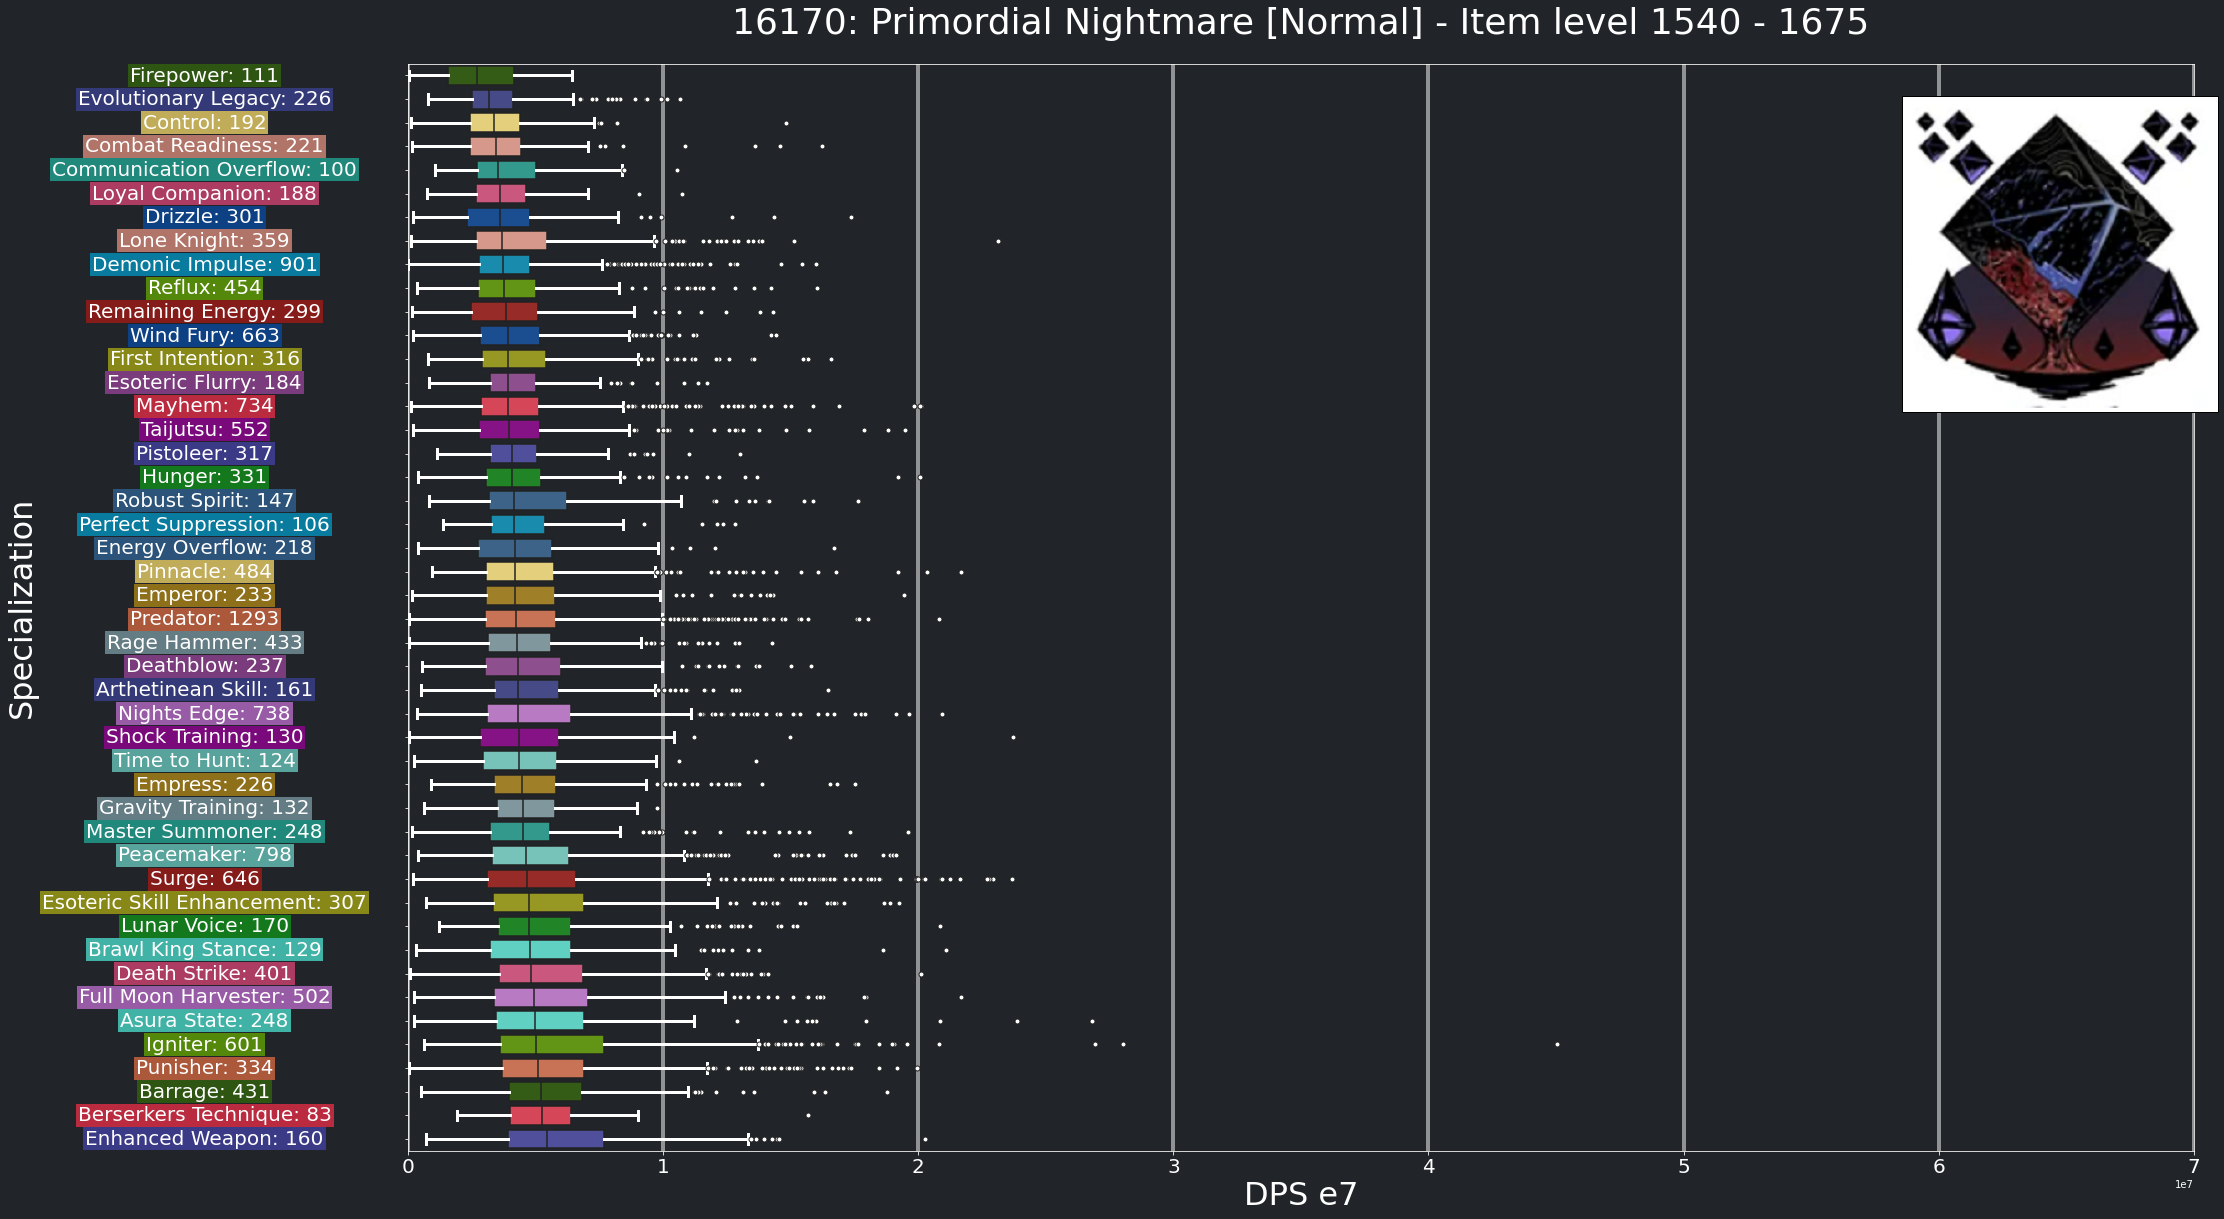 16170: Primordial Nightmare [Normal] - Item level 1540 - 1675
Specialization
Firepower: 111
Evolutionary Legacy: 226
Control: 192
Combat Readiness: 221
Communication Overflow: 100
Loyal Companion: 188
Drizzle: 301
Lone Knight: 359
Demonic Impulse: 901
Reflux: 454
Remaining Energy: 299
Wind Fury: 663
First Intention: 316
Esoteric Flurry: 184
Mayhem: 734
Taijutsu: 552
Pistoleer: 317
Hunger: 331
Robust Spirit: 147
Perfect Suppression: 106
Energy Overflow: 218
Pinnacle: 484
Emperor: 233
Predator: 1293
Rage Hammer: 433
Deathblow: 237
Arthetinean Skill: 161
Nights Edge: 738
Shock Training: 130
Time to Hunt: 124
Empress: 226
Gravity Training: 132
Master Summoner: 248
Peacemaker: 798
Surge: 646
Esoteric Skill Enhancement: 307
Lunar Voice: 170
Brawl King Stance: 129
Death Strike: 401
Full Moon Harvester: 502
Asura State: 248
Igniter: 601
Punisher: 334
Barrage: 431
Berserkers Technique: 83
Enhanced Weapon: 160
0 1 2 3 4 5 6 7
1e7
DPS e7